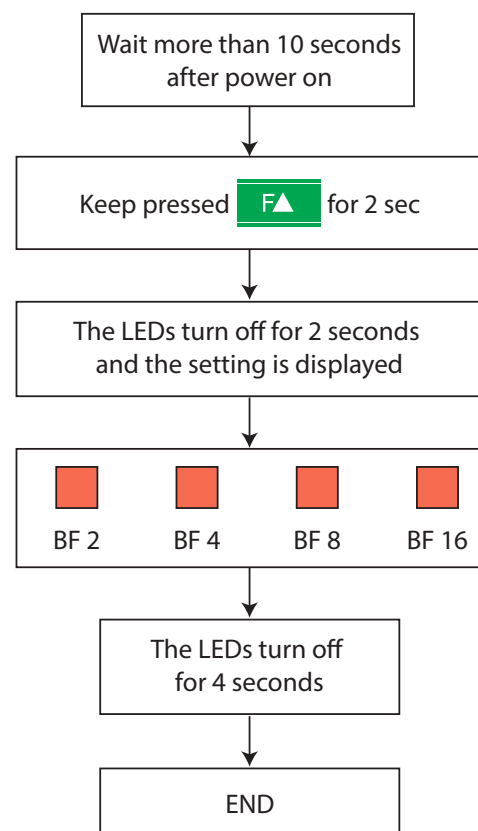 Wait more than 10 seconds
after power on
Keep pressed F▲ for 2 sec
The LEDs turn off for 2 seconds
and the setting is displayed
BF 2 BF 4 BF 8 BF 16
The LEDs turn off
for 4 seconds
END